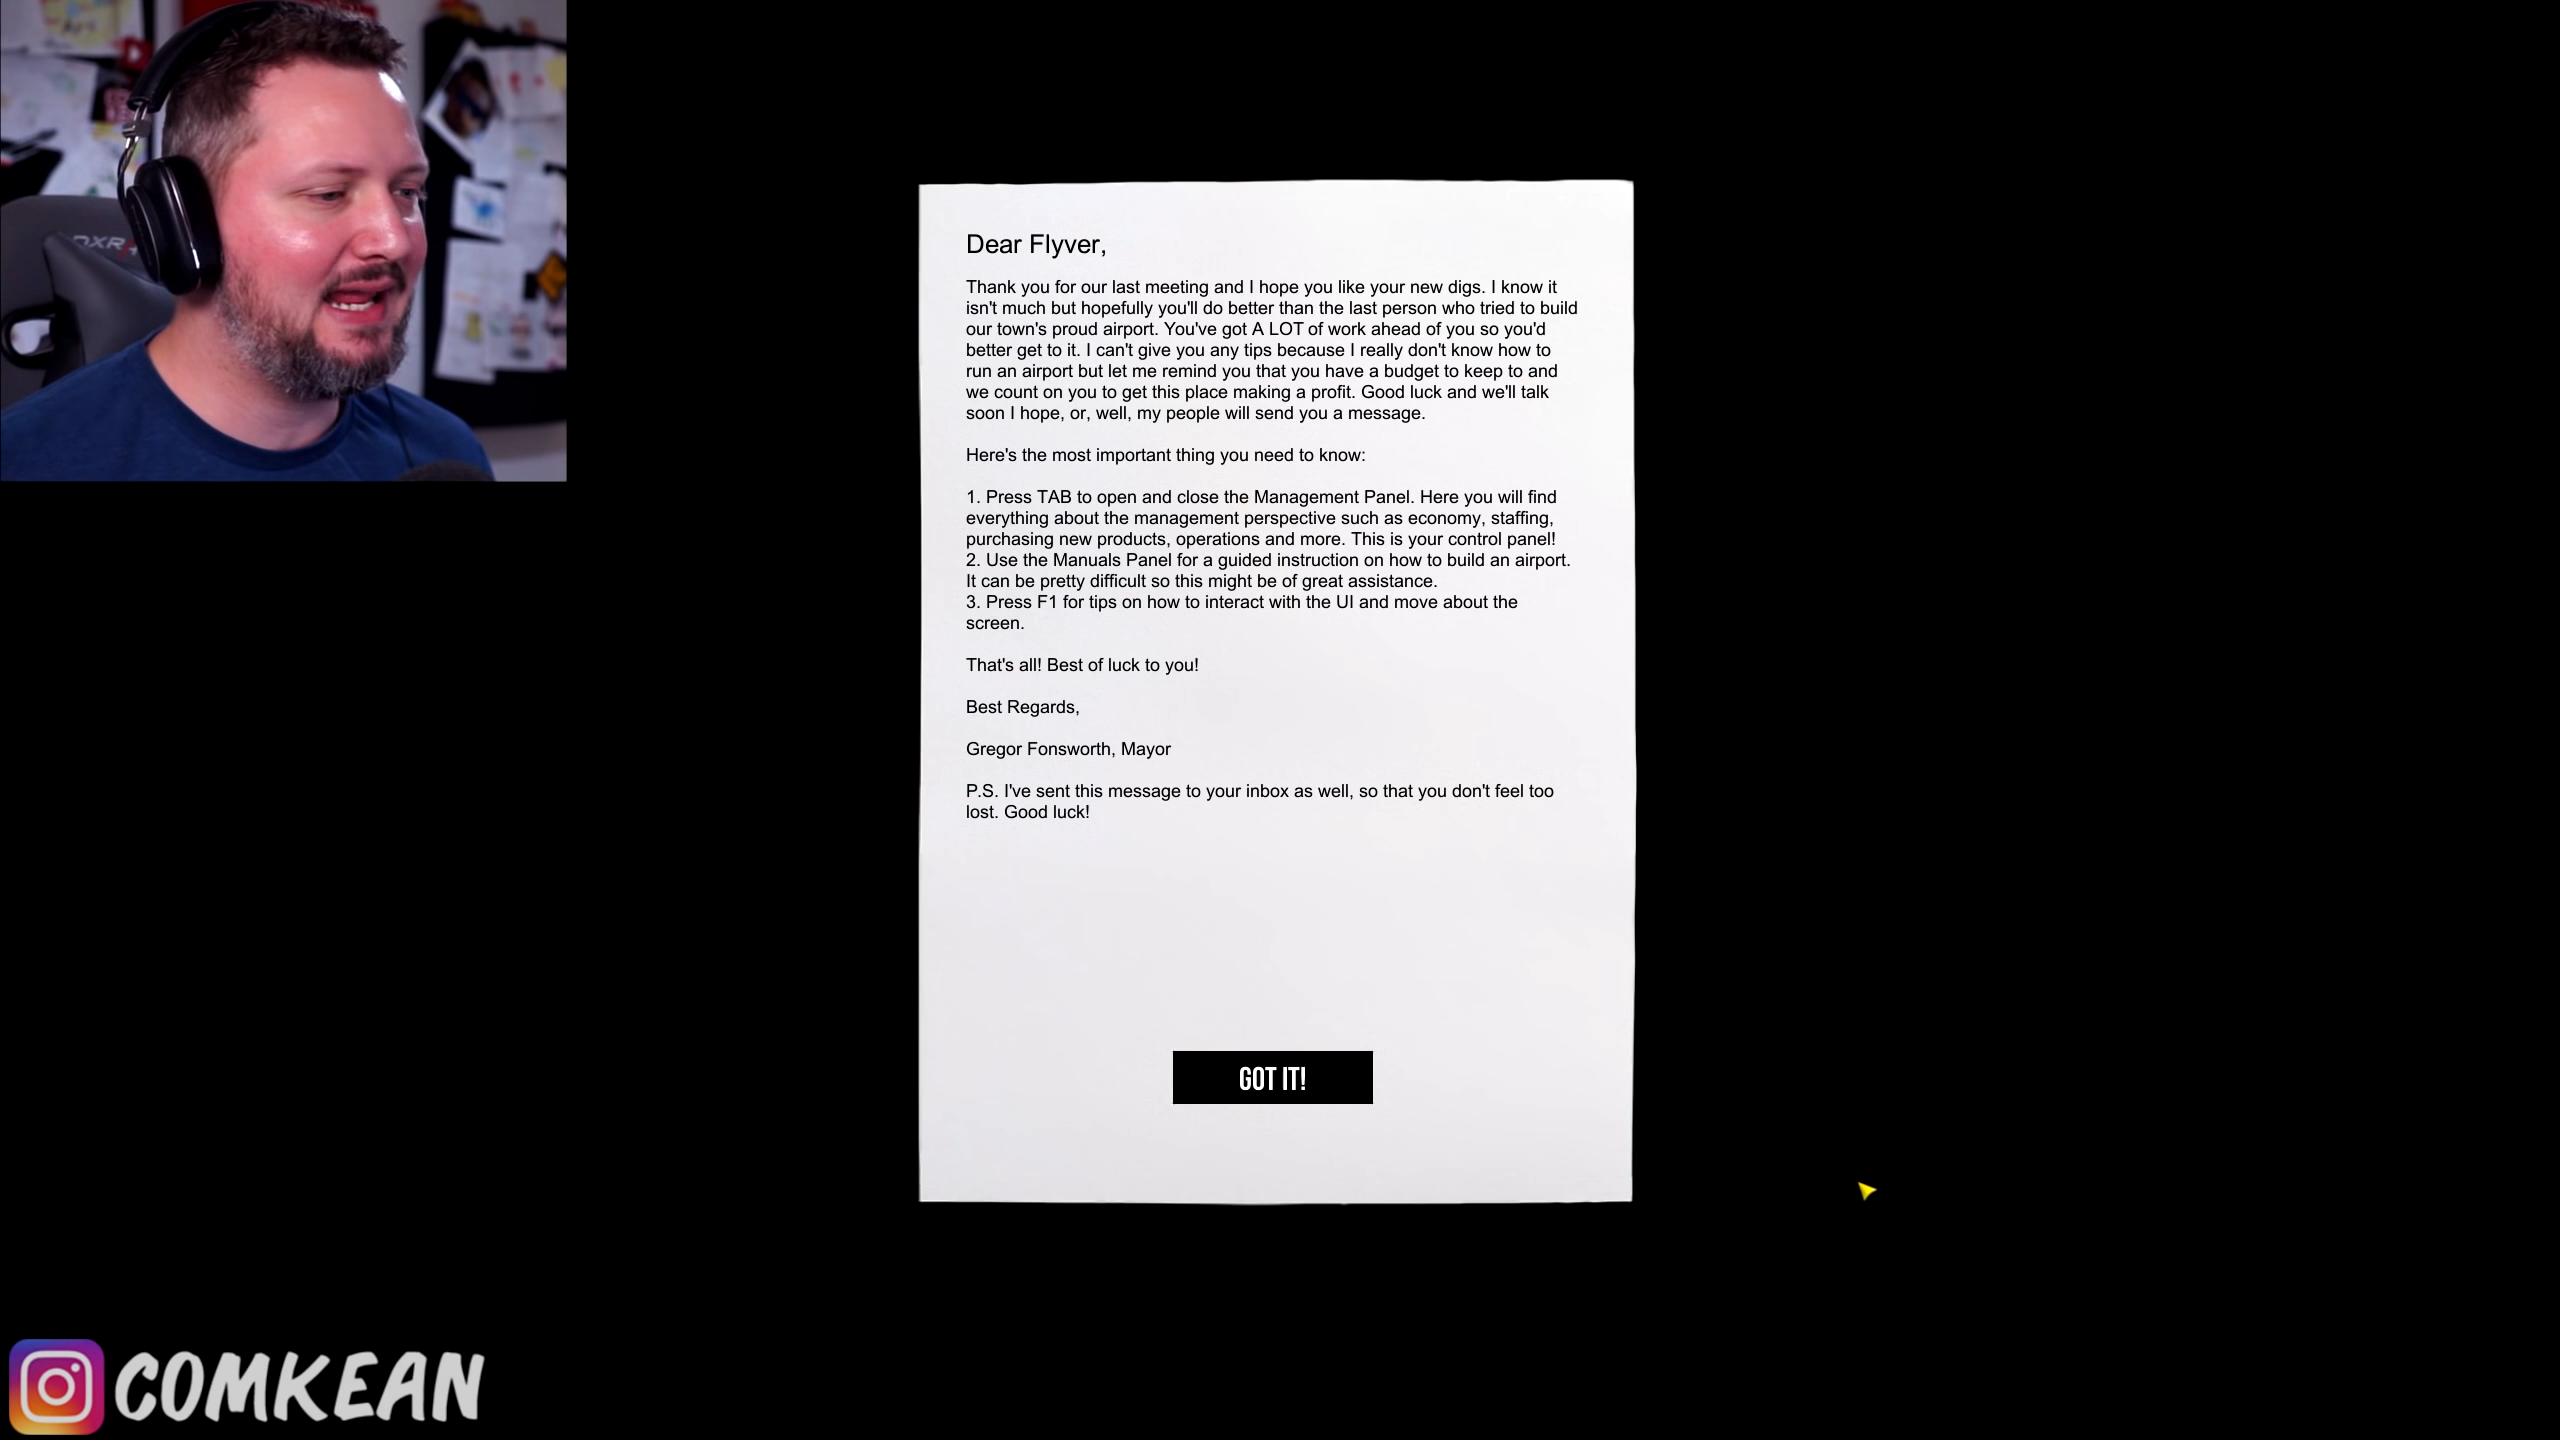 DXR
Dear Flyver,
Thank you for our last meeting and I hope you like your new digs. I know it
isn't much but hopefully you'll do better than the last person who tried to build
our town's proud airport. You've got A LOT of work ahead of you so you'd
better get to it. I can't give you any tips because I really don't know how to
run an airport but let me remind you that you have a budget to keep to and
we count on you to get this place making a profit. Good luck and we'll talk
soon I hope, or, well, my people will send you a message.
Here's the most important thing you need to know:
1. Press TAB to open and close the Management Panel. Here you will find
everything about the management perspective such as economy, staffing,
purchasing new products, operations and more. This is your control panel!
2. Use the Manuals Panel for a guided instruction on how to build an airport.
It can be pretty difficult so this might be of great assistance.
3. Press F1 for tips on how to interact with the UI and move about the
screen.
That's all! Best of luck to you!
Best Regards,
Gregor Fonsworth, Mayor
P.S. I've sent this message to your inbox as well, so that you don't feel too
lost. Good luck!
GOT IT!
COMKEAN